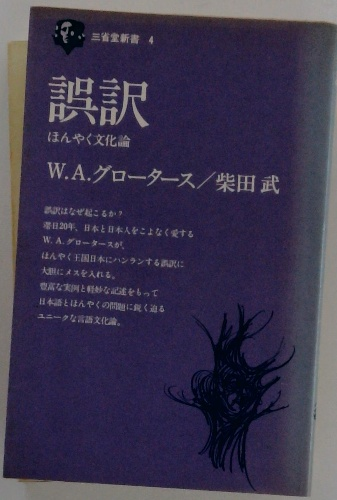 三省堂新書 4
誤訳
ほんやく文化論
W.A.グロータース／柴田 武
誤訳はなぜ起こるか？
滞日20年、日本と日本人をこよなく愛する
W. A. グロータースが、
ほんやく王国日本にハンランする誤訳に
大胆にメスを入れる。
豊富な実例と軽妙な記述をもって
日本語とほんやくの問題に鋭く迫る
ユニークな言語文化論。